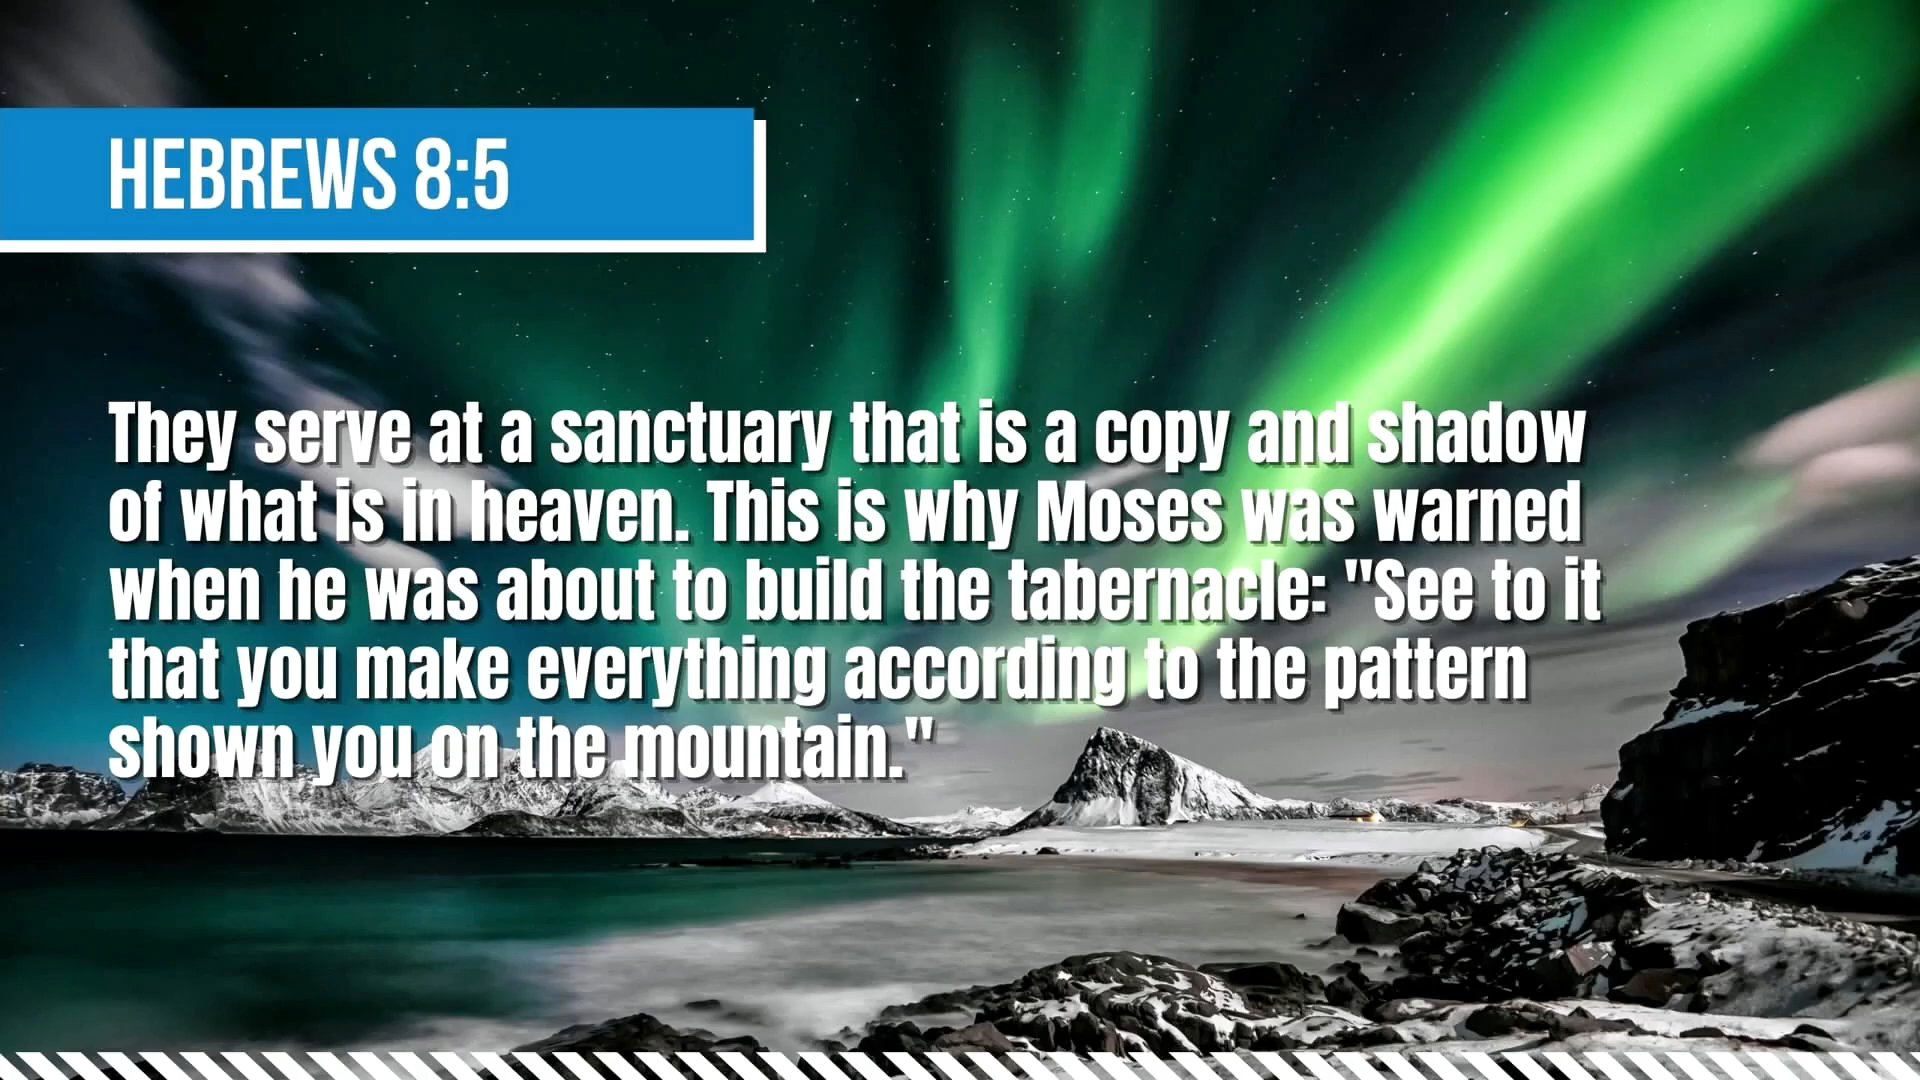 HEBREWS 8:5
They serve at a sanctuary that is a copy and shadow
of what is in heaven. This is why Moses was warned
when he was about to build the tabernacle: "See to it
that you make everything according to the pattern
shown you on the mountain."